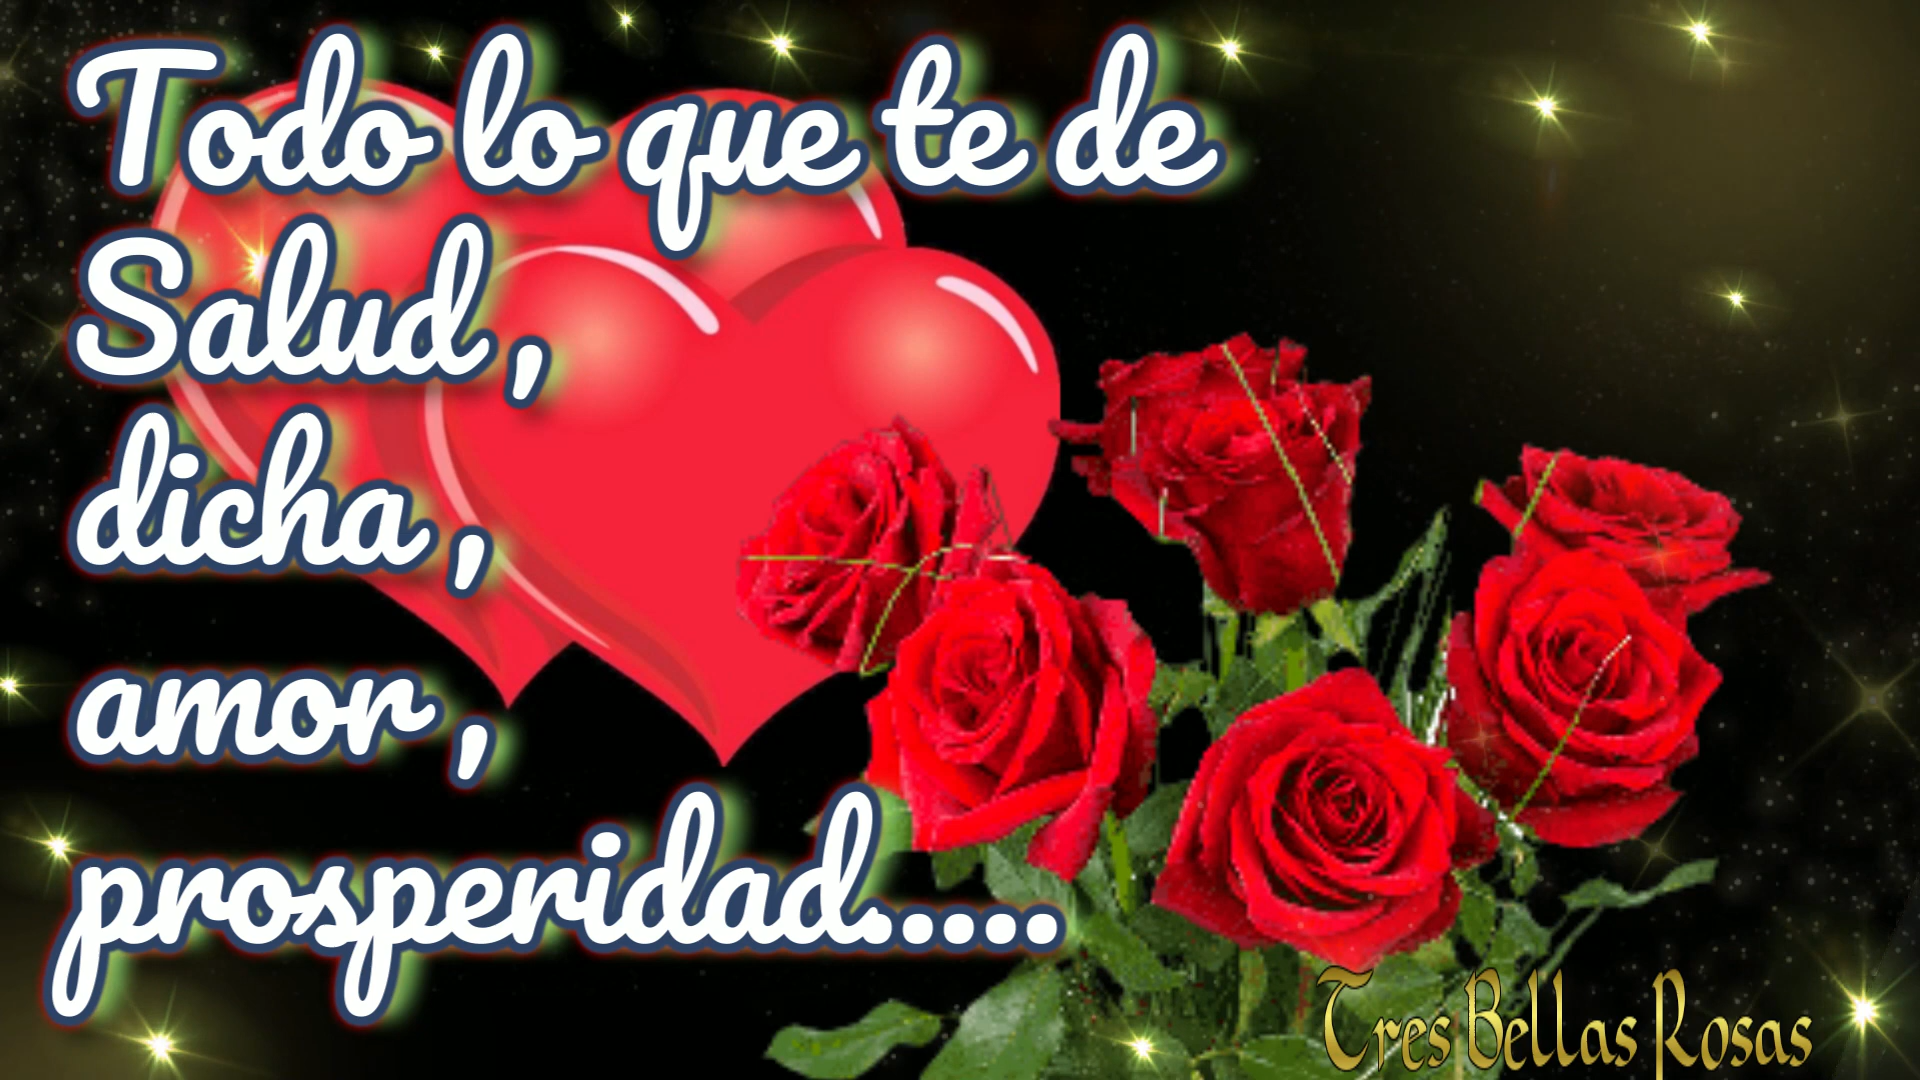 Todo lo que te de
Salud ,
dicha ,
amor ,
prosperidad.....
Tres Bellas Rosas